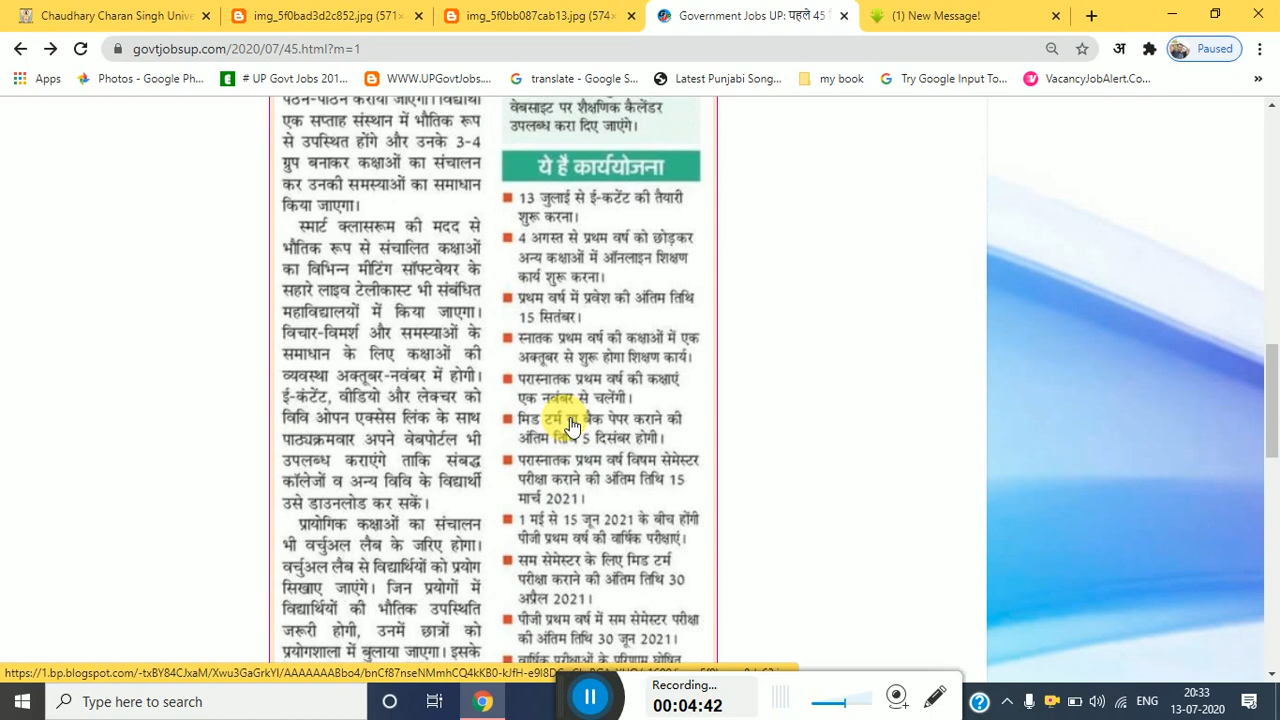 Chaudhary Charan Singh Unive
img_5f0bad3d2c852.jpg (571×
img_5f0bb087cab13.jpg (574×
Government Jobs UP: पहले 45 f
(1) New Message!
govtjobsup.com/2020/07/45.html?m=1
अ
Paused
Apps
Photos - Google Ph...
# UP Govt Jobs 201...
WWW.UPGovtJobs....
translate - Google S...
Latest Punjabi Song...
my book
Try Google Input To...
VacancyJobAlert.Co...
»
पठन-पाठन कराया जाएगा। विद्यार्थी
एक सप्ताह संस्थान में भौतिक रूप
से उपस्थित होंगे और उनके 3-4
ग्रुप बनाकर कक्षाओं का संचालन
कर उनकी समस्याओं का समाधान
किया जाएगा।
स्मार्ट क्लासरूम की मदद से
भौतिक रूप से संचालित कक्षाओं
का विभिन्न मीटिंग सॉफ्टवेयर के
सहारे लाइव टेलीकास्ट भी संबंधित
महाविद्यालयों में किया जाएगा।
विचार-विमर्श और समस्याओं के
समाधान के लिए कक्षाओं की
व्यवस्था अक्तूबर-नवंबर में होगी।
ई-कंटेंट, वीडियो और लेक्चर को
विवि ओपन एक्सेस लिंक के साथ
पाठ्यक्रमवार अपने वेबपोर्टल भी
उपलब्ध कराएंगे ताकि संबद्ध
कॉलेजों व अन्य विवि के विद्यार्थी
उसे डाउनलोड कर सकें।
प्रायोगिक कक्षाओं का संचालन
भी वर्चुअल लैब के जरिए होगा।
वर्चुअल लैब से विद्यार्थियों को प्रयोग
सिखाए जाएंगे। जिन प्रयोगों में
विद्यार्थियों की भौतिक उपस्थिति
जरूरी होगी, उनमें छात्रों को
प्रयोगशाला में बुलाया जाएगा। इसके
वेबसाइट पर शैक्षणिक कैलेंडर
उपलब्ध करा दिए जाएंगे।
ये है कार्ययोजना
13 जुलाई से ई-कटेंट की तैयारी
शुरू करना।
4 अगस्त से प्रथम वर्ष को छोड़कर
अन्य कक्षाओं में ऑनलाइन शिक्षण
कार्य शुरू करना।
प्रथम वर्ष में प्रवेश की अंतिम तिथि
15 सितंबर।
स्नातक प्रथम वर्ष की कक्षाओं में एक
अक्तूबर से शुरू होगा शिक्षण कार्य।
परास्नातक प्रथम वर्ष की कक्षाएं
एक नवंबर से चलेंगी।
मिड टर्म बैक पेपर कराने की
अंतिम 5 दिसंबर होगी।
परास्नातक प्रथम वर्ष विषम सेमेस्टर
परीक्षा कराने की अंतिम तिथि 15
मार्च 2021।
1 मई से 15 जून 2021 के बीच होंगी
पीजी प्रथम वर्ष की वार्षिक परीक्षाएं।
सम सेमेस्टर के लिए मिड टर्म
परीक्षा कराने की अंतिम तिथि 30
अप्रैल 2021।
पीजी प्रथम वर्ष में सम सेमेस्टर परीक्षा
की अंतिम तिथि 30 जून 2021।
वार्षिक परीक्षाओं के परिणाम घोषित
Type here to search
Recording...
00:04:42
ENG
20:33
13-07-2020